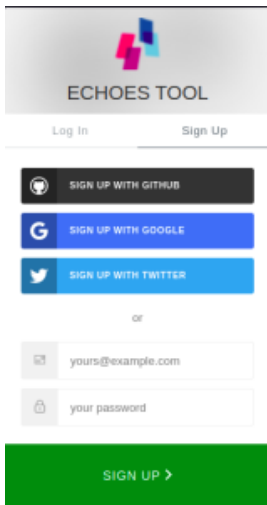 ECHOES TOOL
Log In Sign Up
SIGN UP WITH GITHUB
SIGN UP WITH GOOGLE
SIGN UP WITH TWITTER
or
yours@example.com
your password
SIGN UP >